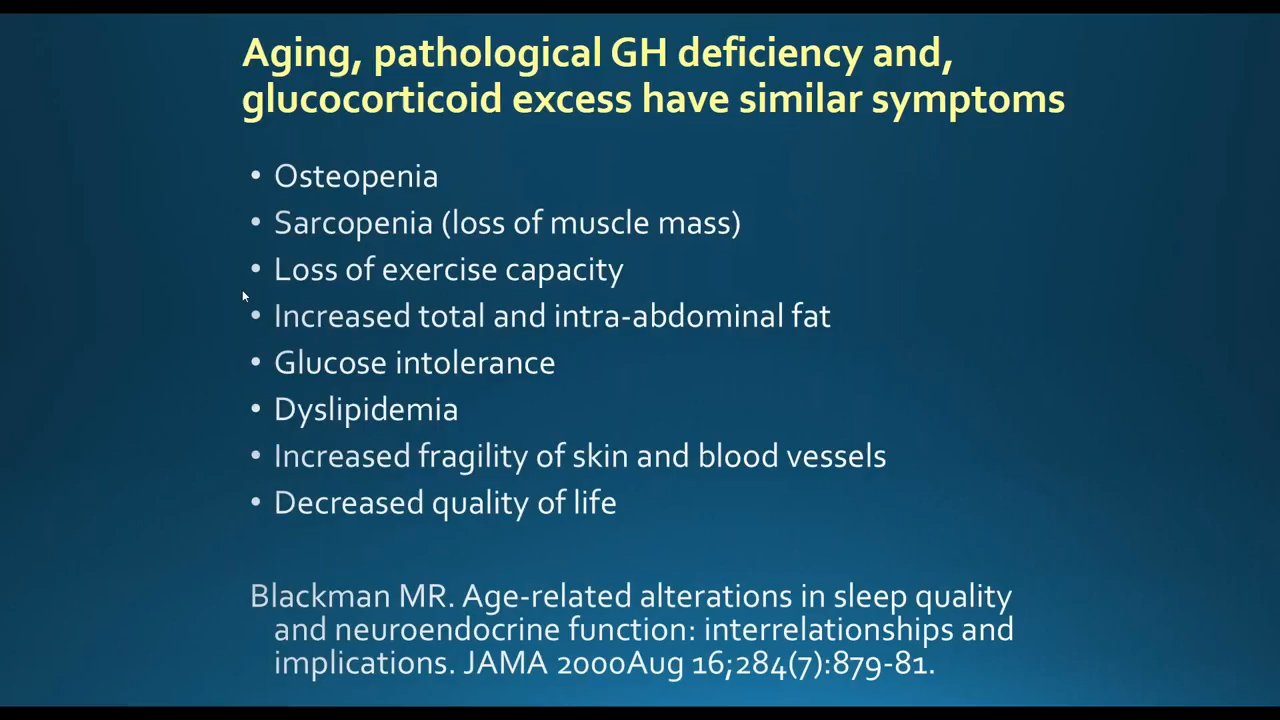 Aging, pathological GH deficiency and,
glucocorticoid excess have similar symptoms
• Osteopenia
• Sarcopenia (loss of muscle mass)
• Loss of exercise capacity
• Increased total and intra-abdominal fat
• Glucose intolerance
• Dyslipidemia
• Increased fragility of skin and blood vessels
• Decreased quality of life
Blackman MR. Age-related alterations in sleep quality
and neuroendocrine function: interrelationships and
implications. JAMA 2000Aug 16;284(7):879-81.